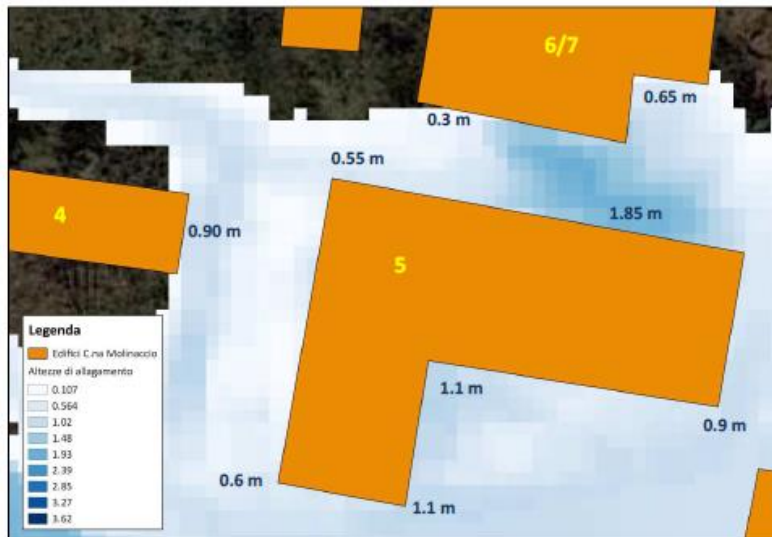 6/7
0.65 m
0.3 m
0.55 m
4
0.90 m
1.85 m
5
Legenda
Edifici C.na Molinaccio
Altezze di allagamento
0.107
0.564
1.02
1.48
1.93
2.39
2.85
3.27
3.62
1.1 m
0.9 m
0.6 m
1.1 m